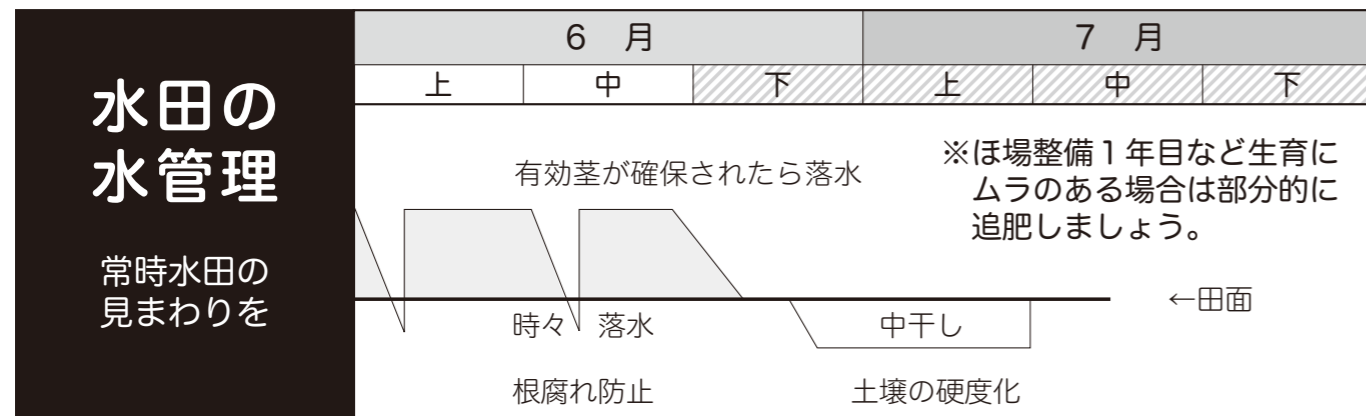 水田の
水管理
常時水田の
見まわりを
6 月
7 月
上
中
下
上
中
下
有効茎が確保されたら落水
※ほ場整備1年目など生育に
ムラのある場合は部分的に
追肥しましょう。
←田面
時々 落水
中干し
根腐れ防止
土壌の硬度化